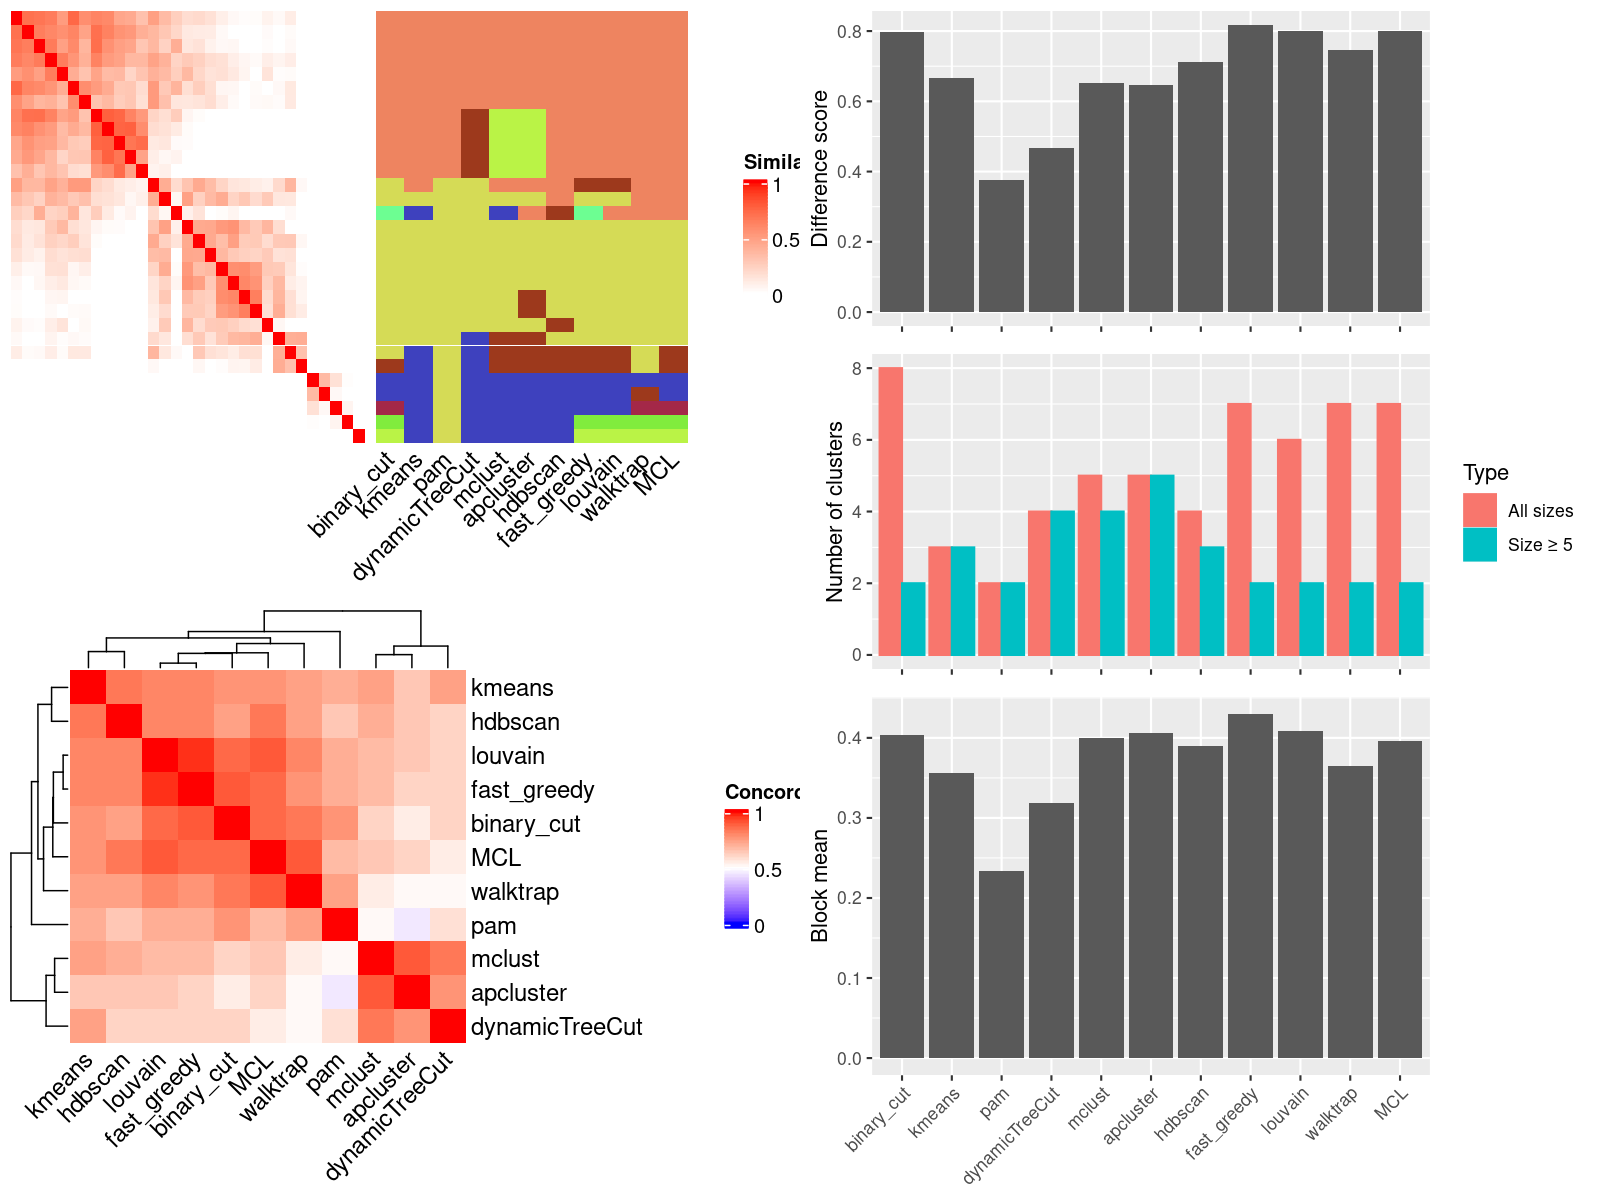 Simila
1
0.5
0
binary_cut
kmeans
pam
dynamicTreeCut
mclust
apcluster
hdbscan
fast_greedy
louvain
walktrap
MCL
kmeans
hdbscan
louvain
fast_greedy
binary_cut
MCL
walktrap
pam
mclust
apcluster
dynamicTreeCut
kmeans
hdbscan
louvain
fast_greedy
binary_cut
MCL
walktrap
pam
mclust
apcluster
dynamicTreeCut
Concord
1
0.5
0
Difference score
0.8
0.6
0.4
0.2
0.0
Number of clusters
8
6
4
2
0
Type
All sizes
Size ≥ 5
Block mean
0.4
0.3
0.2
0.1
0.0
binary_cut
kmeans
pam
dynamicTreeCut
mclust
apcluster
hdbscan
fast_greedy
louvain
walktrap
MCL